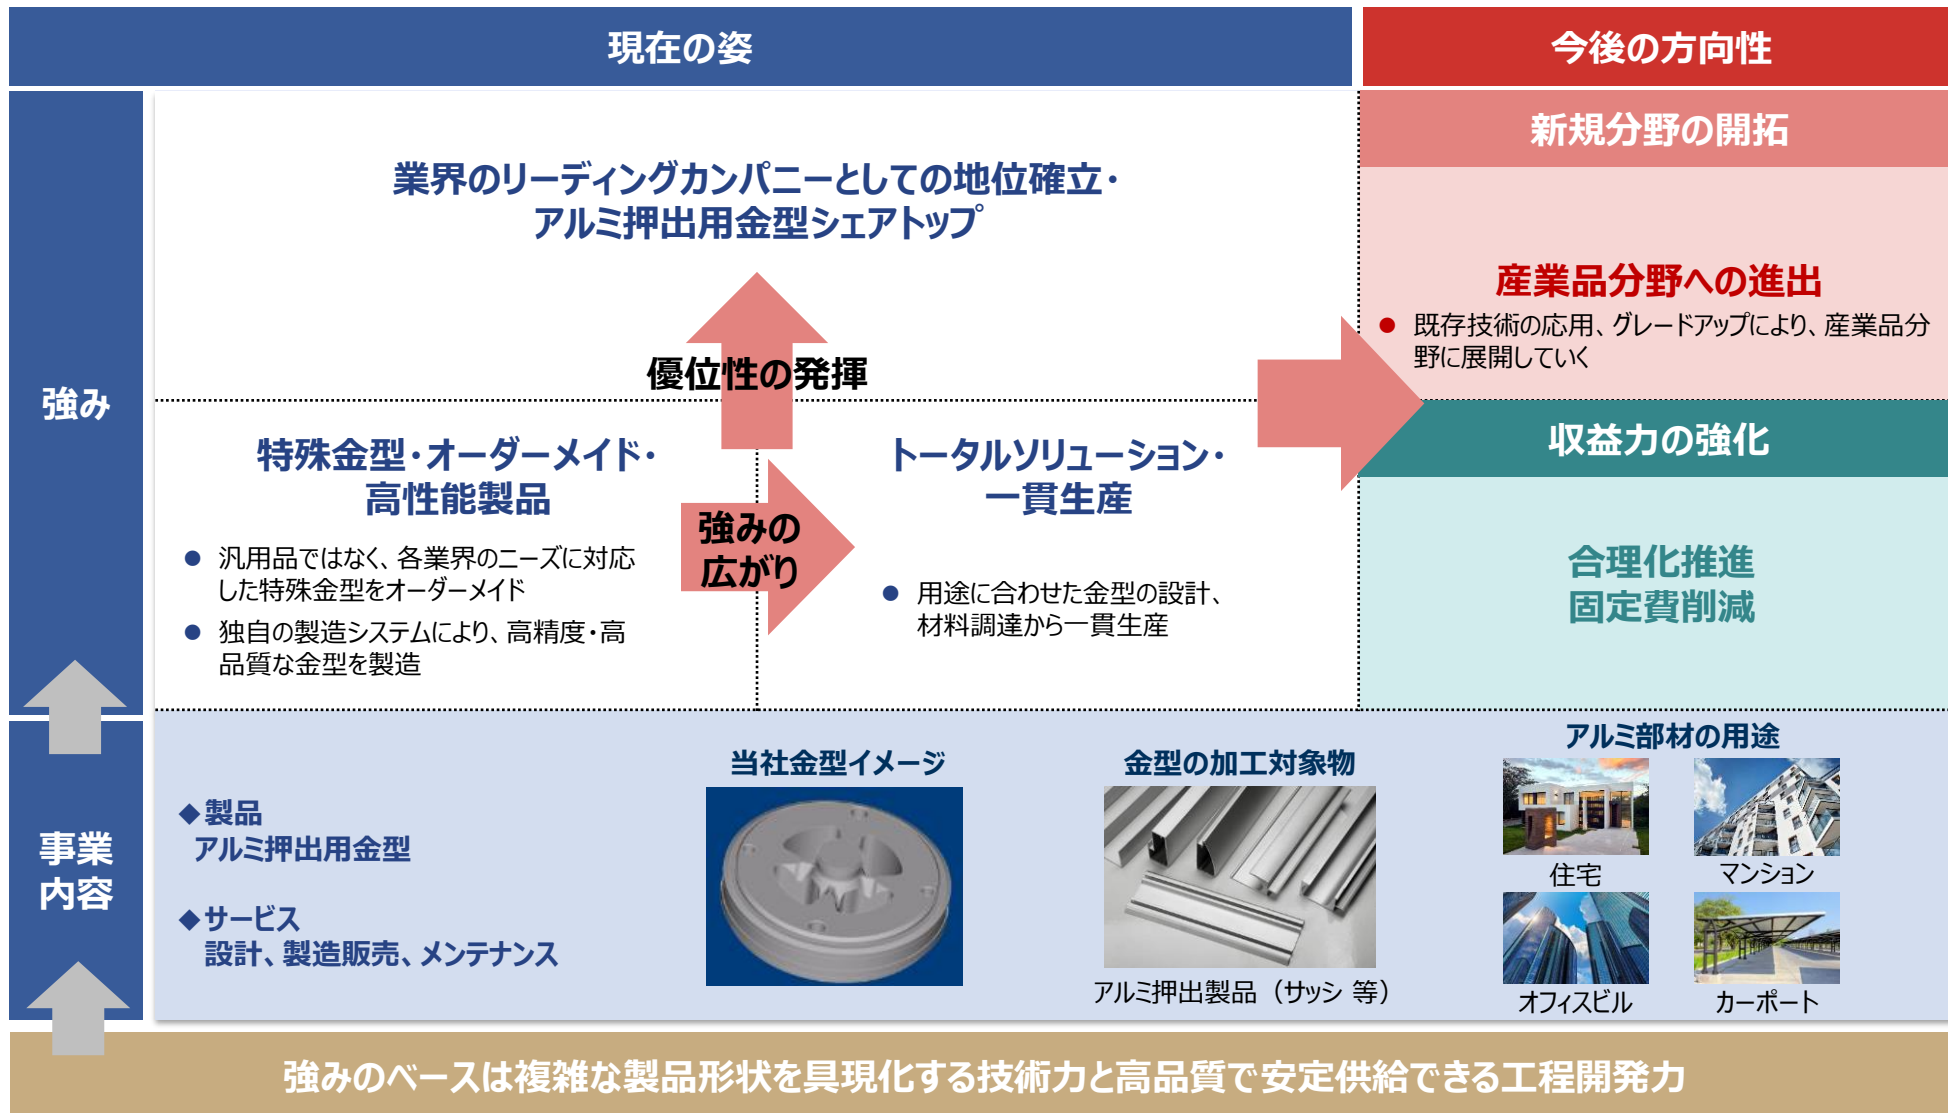 現在の姿
今後の方向性
強み
業界のリーディングカンパニーとしての地位確立・
アルミ押出用金型シェアトップ
優位性の発揮
特殊金型・オーダーメイド・
高性能製品
● 汎用品ではなく、各業界のニーズに対応
した特殊金型をオーダーメイド
● 独自の製造システムにより、高精度・高
品質な金型を製造
強みの
広がり
トータルソリューション・
一貫生産
● 用途に合わせた金型の設計、
材料調達から一貫生産
新規分野の開拓
産業品分野への進出
● 既存技術の応用、グレードアップにより、産業品分
野に展開していく
収益力の強化
合理化推進
固定費削減
事業
内容
◆製品
アルミ押出用金型
◆サービス
設計、製造販売、メンテナンス
当社金型イメージ
金型の加工対象物
アルミ押出製品（サッシ 等）
アルミ部材の用途
住宅
マンション
オフィスビル
カーポート
強みのベースは複雑な製品形状を具現化する技術力と高品質で安定供給できる工程開発力